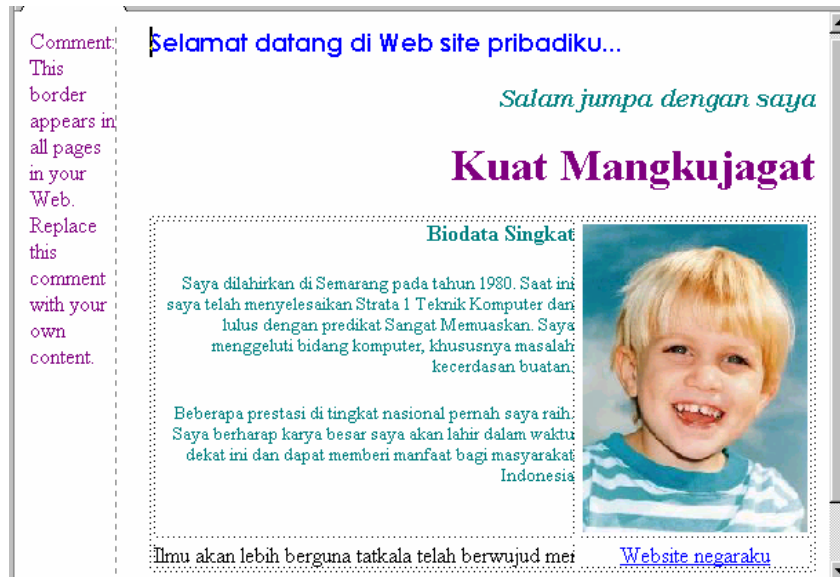 Comment:
This
border
appears in
all pages
in your
Web.
Replace
this
comment
with your
own
content.
Selamat datang di Web site pribadiku...
Salam jumpa dengan saya
Kuat Mangkujagat
Biodata Singkat
Saya dilahirkan di Semarang pada tahun 1980. Saat ini
saya telah menyelesaikan Strata 1 Teknik Komputer dan
lulus dengan predikat Sangat Memuaskan. Saya
menggeluti bidang komputer, khususnya masalah
kecerdasan buatan.
Beberapa prestasi di tingkat nasional pernah saya raih.
Saya berharap karya besar saya akan lahir dalam waktu
dekat ini dan dapat memberi manfaat bagi masyarakat
Indonesia
Ilmu akan lebih berguna tatkala telah berwujud
Website negaraku